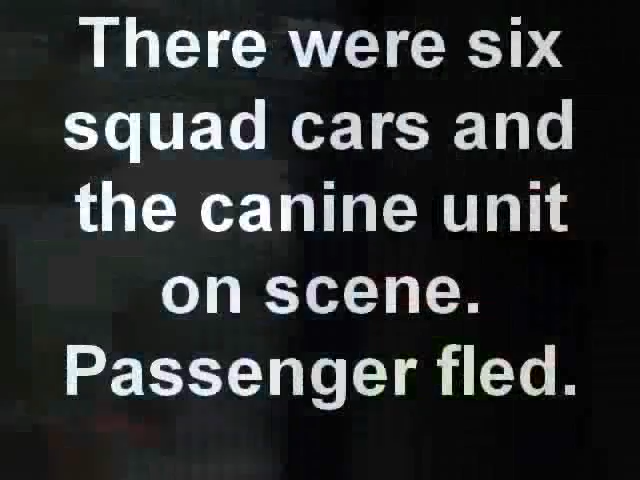 There were six
squad cars and
the canine unit
on scene.
Passenger fled.